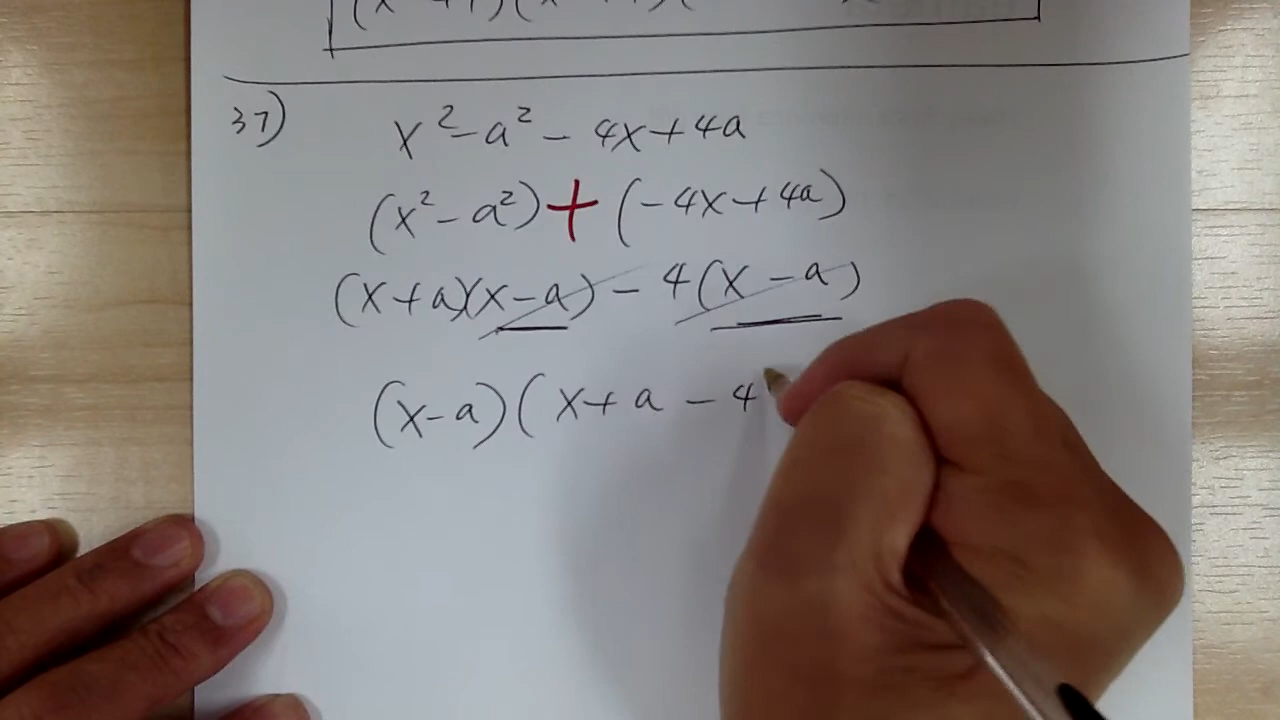 37) x² - a² - 4x + 4a
(x² - a²) + (-4x + 4a)
(x + a)(x - a) - 4(x - a)
(x - a)(x + a - 4